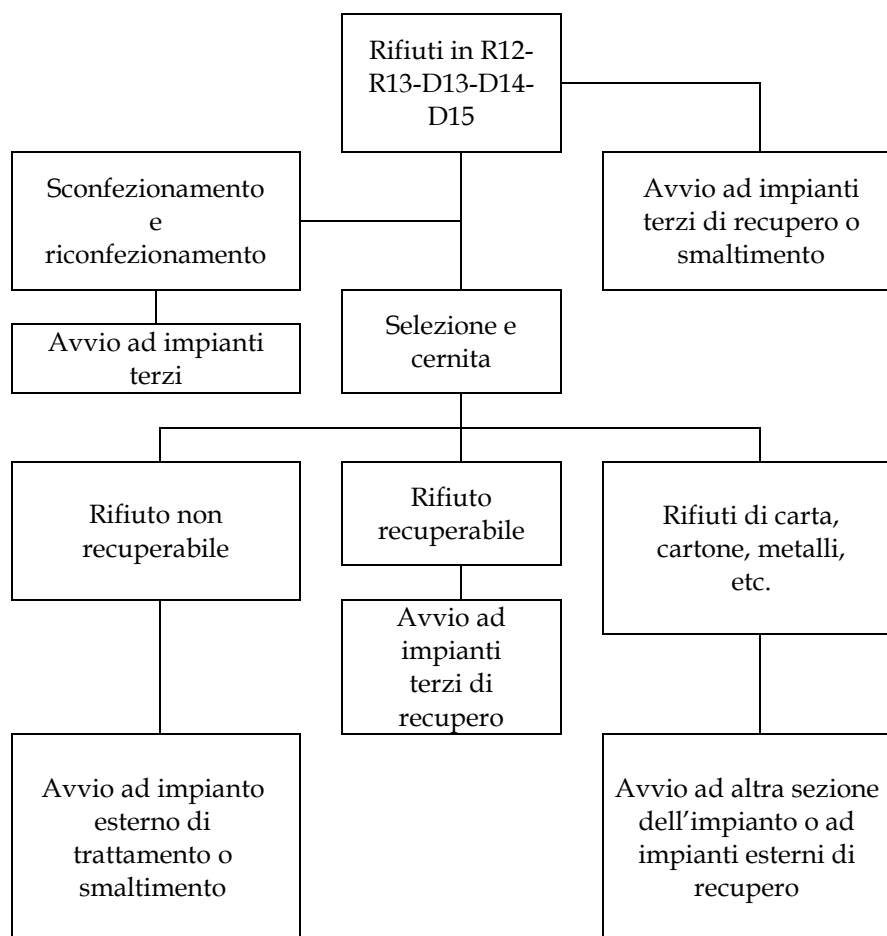 Rifiuti in R12-
R13-D13-D14-
D15
Sconfezionamento
e
riconfezionamento
Avvio ad impianti
terzi di recupero o
smaltimento
Avvio ad impianti
terzi
Selezione e
cernita
Rifiuto non
recuperabile
Rifiuto
recuperabile
Rifiuti di carta,
cartone, metalli,
etc.
Avvio ad
impianti
terzi di
recupero
Avvio ad impianto
esterno di
trattamento o
smaltimento
Avvio ad altra sezione
dell’impianto o ad
impianti esterni di
recupero